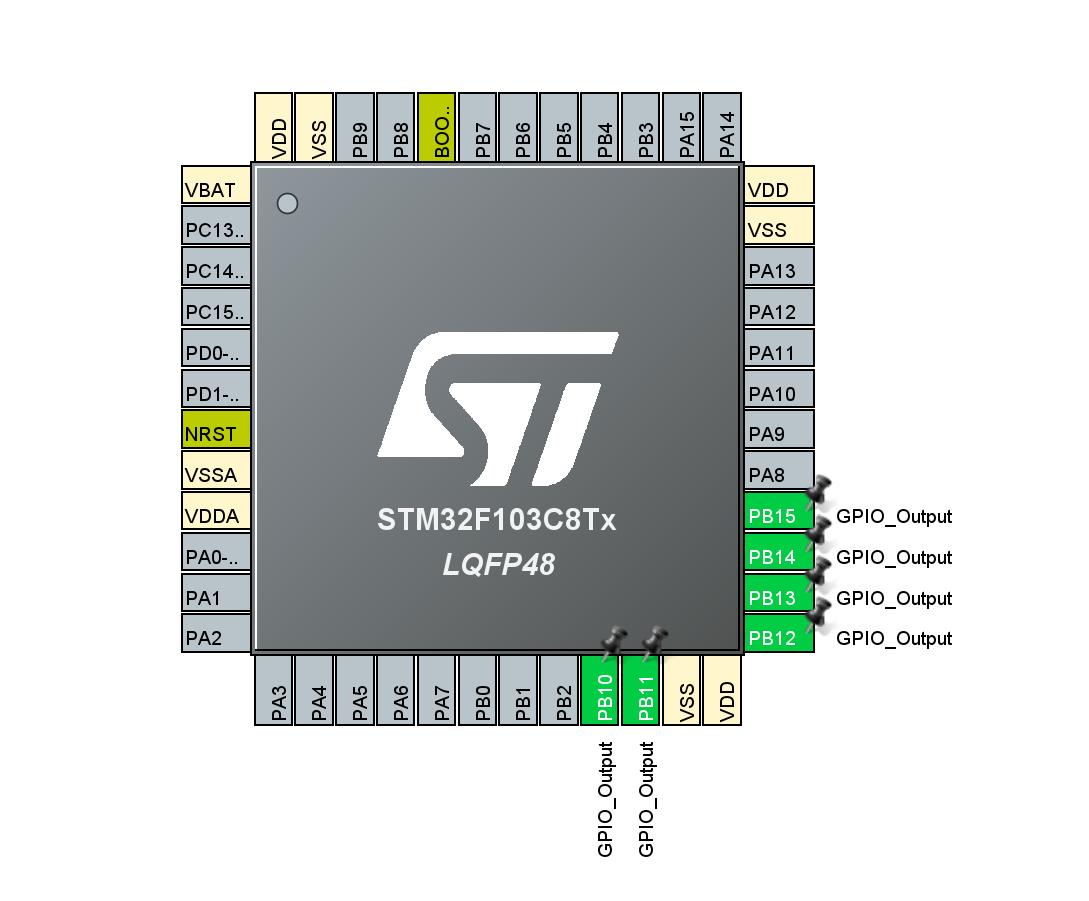 VDD
VSS
PB9
PB8
BOO..
PB7
PB6
PB5
PB4
PB3
PA15
PA14
VBAT
PC13..
PC14..
PC15..
PD0-..
PD1-..
NRST
VSSA
VDDA
PA0-..
PA1
PA2
ST
STM32F103C8Tx
LQFP48
VDD
VSS
PA13
PA12
PA11
PA10
PA9
PA8
PB15 GPIO_Output
PB14 GPIO_Output
PB13 GPIO_Output
PB12 GPIO_Output
PA3
PA4
PA5
PA6
PA7
PB0
PB1
PB2
PB10
PB11
VSS
VDD
GPIO_Output
GPIO_Output